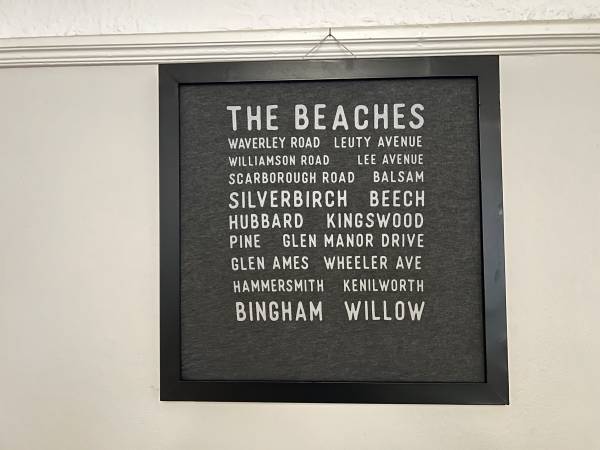 THE BEACHES
WAVERLEY ROAD LEUTY AVENUE
WILLIAMSON ROAD LEE AVENUE
SCARBOROUGH ROAD BALSAM
SILVERBIRCH BEECH
HUBBARD KINGSWOOD
PINE GLEN MANOR DRIVE
GLEN AMES WHEELER AVE
HAMMERSMITH KENILWORTH
BINGHAM WILLOW